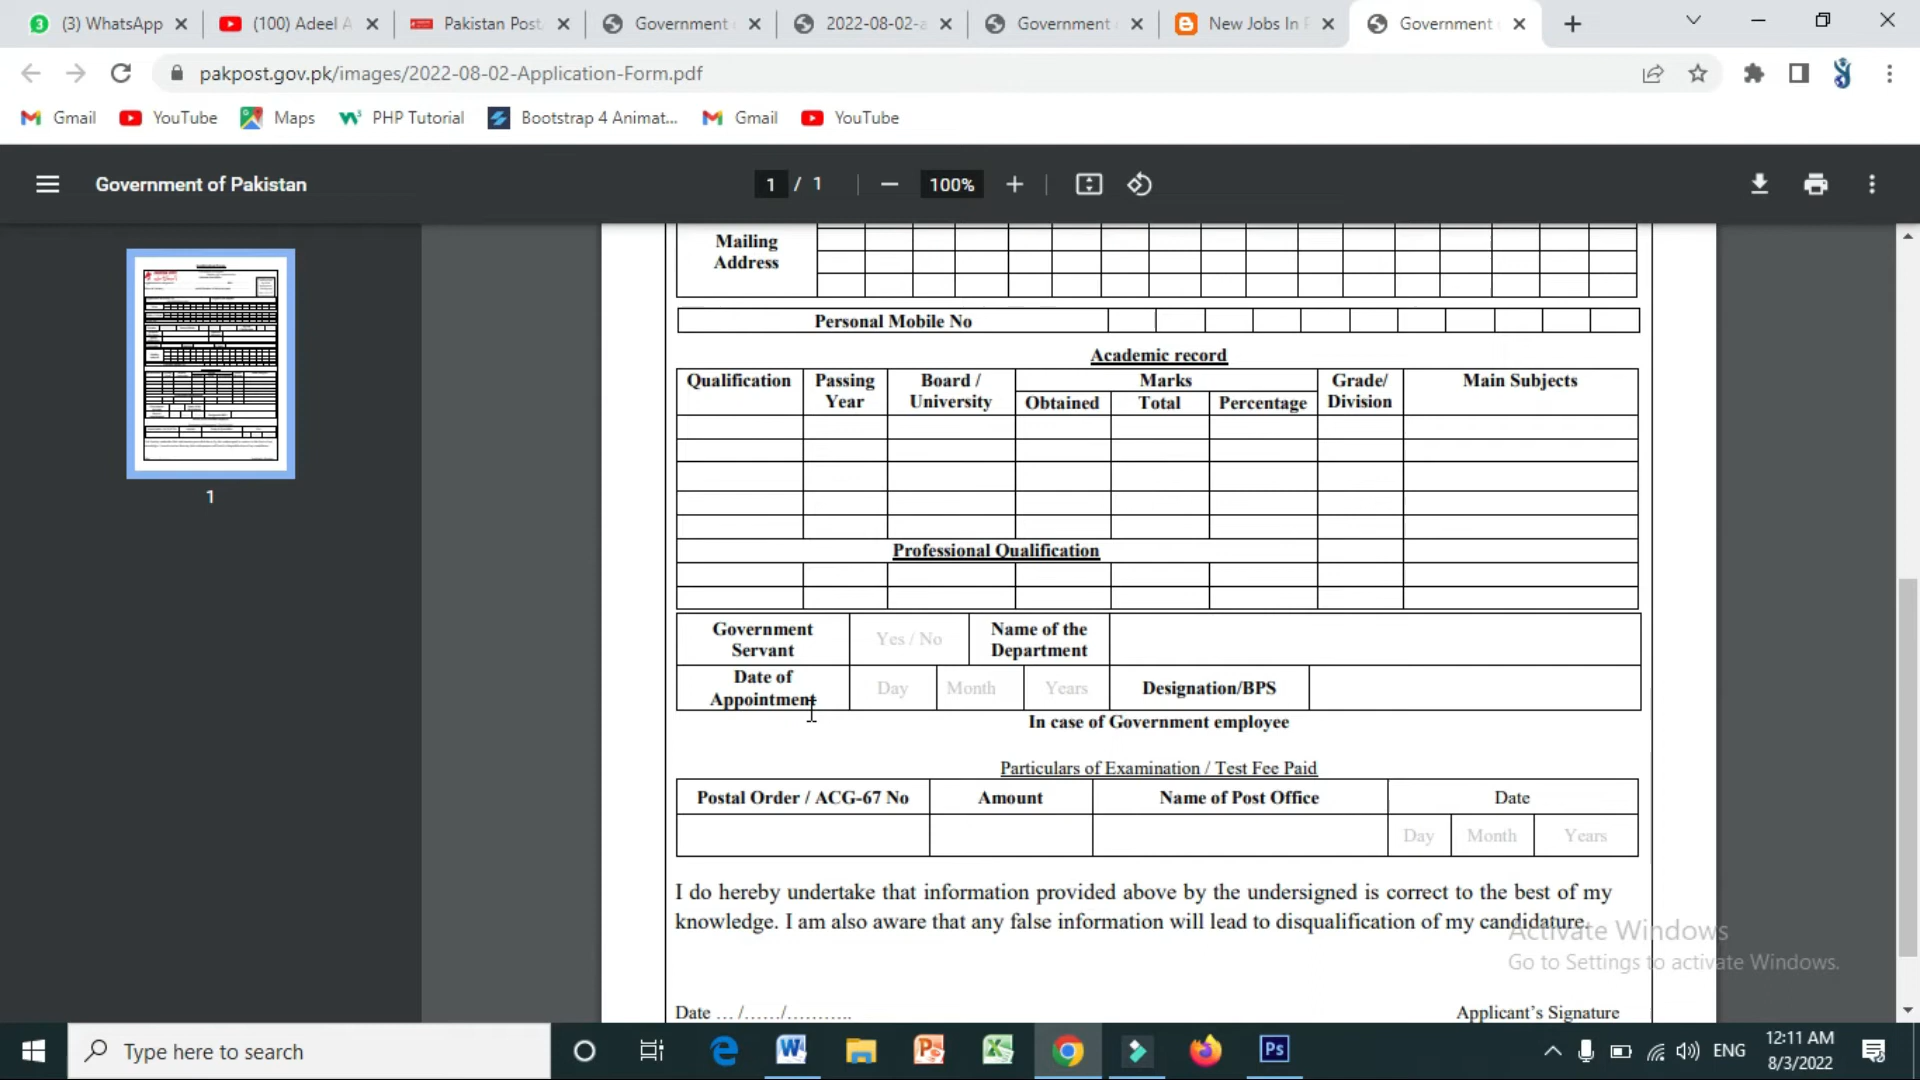 (3) WhatsApp
(100) Adeel A
Pakistan Post
Government
2022-08-02-a
Government
New Jobs In P
Government
pakpost.gov.pk/images/2022-08-02-Application-Form.pdf
Gmail
YouTube
Maps
PHP Tutorial
Bootstrap 4 Animat...
Gmail
YouTube
Government of Pakistan
1 / 1
100%
1
Mailing
Address
Personal Mobile No
Academic record
Qualification
Passing
Year
Board /
University
Marks
Obtained
Total
Percentage
Grade/
Division
Main Subjects
Professional Qualification
Government
Servant
Yes / No
Name of the
Department
Date of
Appointment
Day
Month
Years
Designation/BPS
In case of Government employee
Particulars of Examination / Test Fee Paid
Postal Order / ACG-67 No
Amount
Name of Post Office
Date
Day
Month
Years
I do hereby undertake that information provided above by the undersigned is correct to the best of my
knowledge. I am also aware that any false information will lead to disqualification of my candidature.
Activate Windows
Go to Settings to activate Windows.
Date … /……/………..
Applicant's Signature
Type here to search
ENG
12:11 AM
8/3/2022